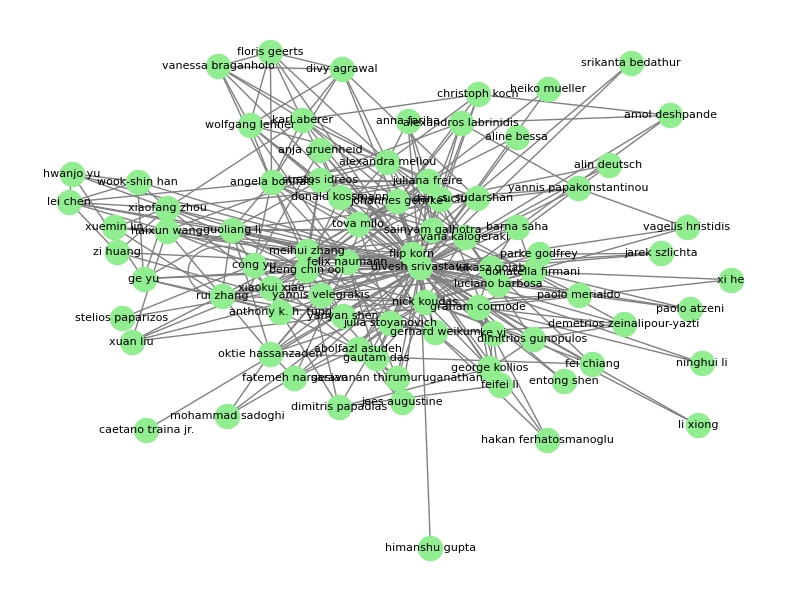 floris geerts
vanessa braganholo
divy agrawal
srikanta bedathur
heiko mueller
christoph koch
amol deshpande
wolfgang lehner
karl aberer
anna fariha
alexandros labrinidis
aline bessa
anja gruenheid
alexandra meliou
alin deutsch
hwanjo yu
wook-shin han
angela bonifati
stratos idreos
juliana freire
yannis papakonstantinou
lei chen
xiaofang zhou
donald kossmann
johannes gehrke
dan suciu
s. sudarshan
xuemin lin
haixun wang
guoliang li
tova milo
sainyam galhotra
barna saha
vagelis hristidis
vana kalogeraki
zi huang
meihui zhang
flip korn
parke godfrey
jarek szlichta
cong yu
felix naumann
divesh srivastava
lukasz golab
donatella firmani
beng chin ooi
ge yu
xiaokui xiao
luciano barbosa
xi he
rui zhang
yannis velegrakis
paolo merialdo
nick koudas
graham cormode
paolo atzeni
stelios paparizos
anthony k. h. tung
yanyan shen
julia stoyanovich
demetrios zeinalipour-yazti
gerhard weikum
ke yi
dimitrios gunopulos
xuan liu
abolfazl asudeh
oktie hassanzadeh
gautam das
george kollios
fei chiang
ninghui li
fatemeh nargesian
saravanan thirumuruganathan
entong shen
feifei li
dimitris papadias
jees augustine
mohammad sadoghi
caetano traina jr.
li xiong
hakan ferhatosmanoglu
himanshu gupta